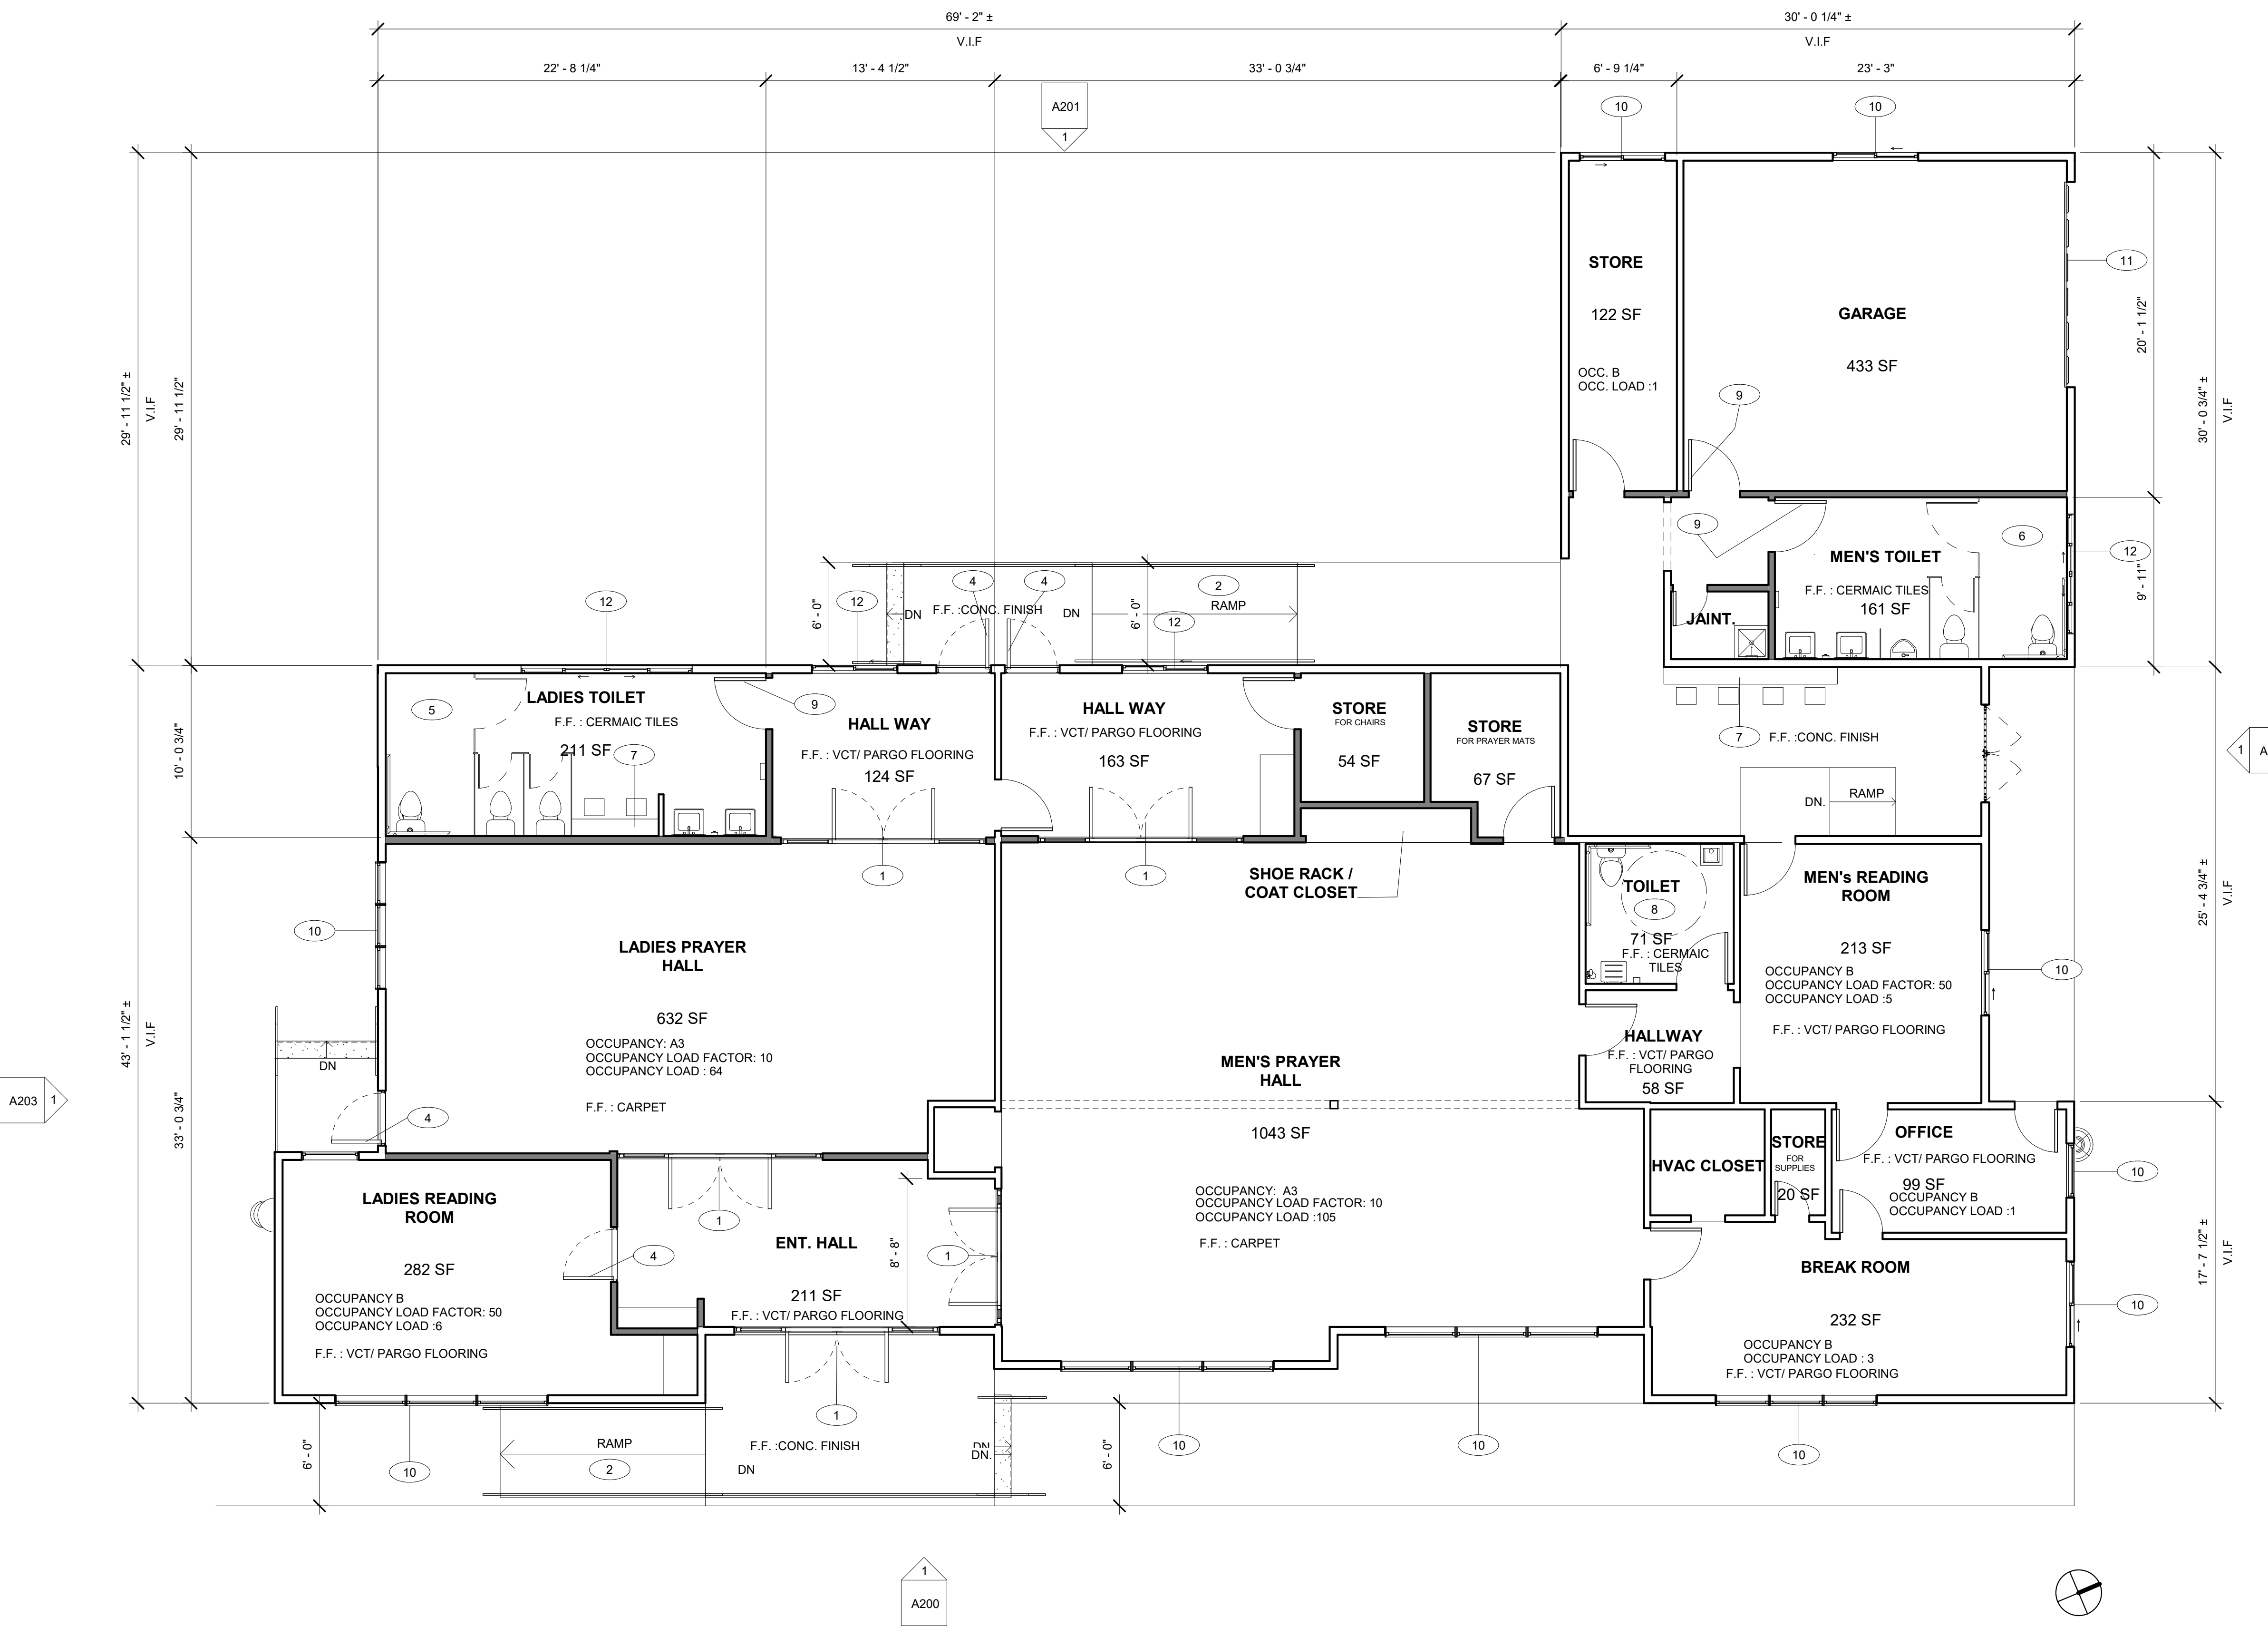 69' - 2" ±
V.I.F
30' - 0 1/4" ±
V.I.F
22' - 8 1/4"
13' - 4 1/2"
33' - 0 3/4"
6' - 9 1/4"
23' - 3"
A201
1
10
10
STORE
122 SF
OCC. B
OCC. LOAD :1
GARAGE
433 SF
9
11
20' - 1 1/2"
30' - 0 3/4" ±
V.I.F
29' - 11 1/2" ±
V.I.F
29' - 11 1/2"
9
MEN'S TOILET
F.F. : CERMAIC TILES
161 SF
6
12
9' - 11"
JAINT.
12
6' - 0"
12
DN
F.F. :CONC. FINISH
4
4
DN
6' - 0"
2
RAMP
12
5
LADIES TOILET
F.F. : CERMAIC TILES
211 SF
7
9
HALL WAY
F.F. : VCT/ PARGO FLOORING
124 SF
HALL WAY
F.F. : VCT/ PARGO FLOORING
163 SF
STORE
FOR CHAIRS
54 SF
STORE
FOR PRAYER MATS
67 SF
7
F.F. :CONC. FINISH
DN.
RAMP
1
A
10' - 0 3/4"
1
1
SHOE RACK /
COAT CLOSET
TOILET
8
71 SF
F.F. : CERMAIC
TILES
MEN's READING
ROOM
213 SF
OCCUPANCY B
OCCUPANCY LOAD FACTOR: 50
OCCUPANCY LOAD :5
F.F. : VCT/ PARGO FLOORING
10
25' - 4 3/4" ±
V.I.F
10
LADIES PRAYER
HALL
632 SF
OCCUPANCY: A3
OCCUPANCY LOAD FACTOR: 10
OCCUPANCY LOAD : 64
F.F. : CARPET
DN
4
43' - 1 1/2" ±
V.I.F
33' - 0 3/4"
A203
1
MEN'S PRAYER
HALL
1043 SF
OCCUPANCY: A3
OCCUPANCY LOAD FACTOR: 10
OCCUPANCY LOAD :105
F.F. : CARPET
HALLWAY
F.F. : VCT/ PARGO
FLOORING
58 SF
HVAC CLOSET
STORE
FOR
SUPPLIES
20 SF
OFFICE
F.F. : VCT/ PARGO FLOORING
99 SF
OCCUPANCY B
OCCUPANCY LOAD :1
10
LADIES READING
ROOM
282 SF
OCCUPANCY B
OCCUPANCY LOAD FACTOR: 50
OCCUPANCY LOAD :6
F.F. : VCT/ PARGO FLOORING
4
1
ENT. HALL
211 SF
F.F. : VCT/ PARGO FLOORING
8' - 8"
1
BREAK ROOM
232 SF
OCCUPANCY B
OCCUPANCY LOAD : 3
F.F. : VCT/ PARGO FLOORING
10
17' - 7 1/2" ±
V.I.F
6' - 0"
10
RAMP
2
1
F.F. :CONC. FINISH
DN
DN
DN.
6' - 0"
10
10
10
1
A200